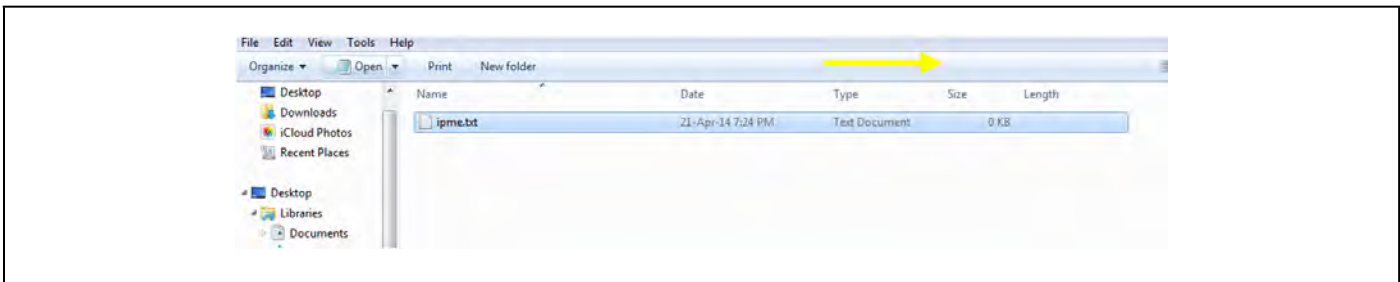 File Edit View Tools Help
Organize Open Print New folder
Desktop
Downloads
iCloud Photos
Recent Places
Desktop
Libraries
Documents
Name Date Type Size Length
ipme.txt 21-Apr-14 7:24 PM Text Document 0 KB